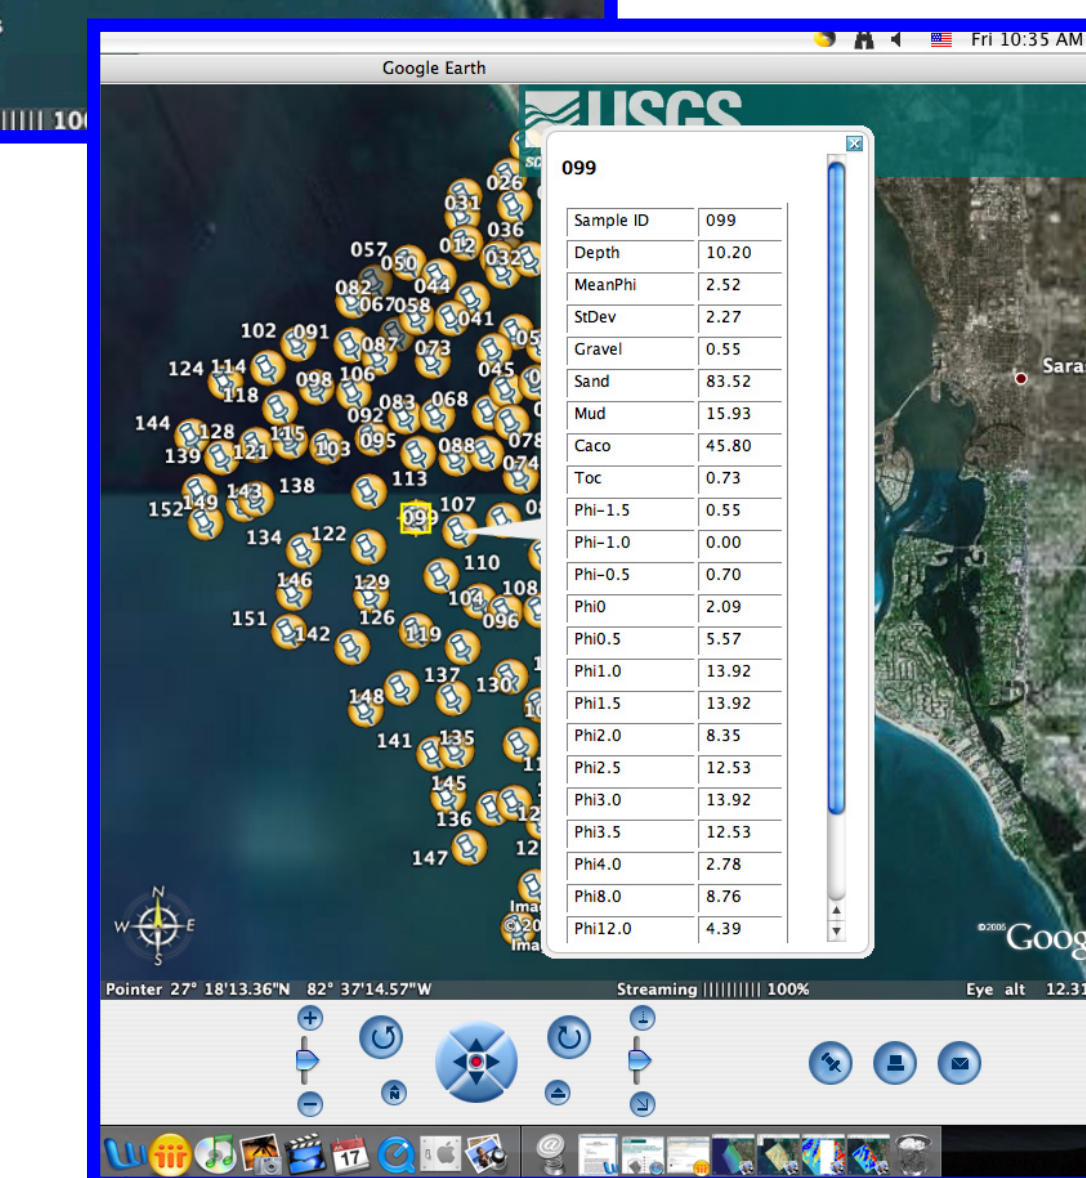 Fri 10:35 AM
Google Earth
USGS
099
Sample ID 099
Depth 10.20
MeanPhi 2.52
StDev 2.27
Gravel 0.55
Sand 83.52
Mud 15.93
Caco 45.80
Toc 0.73
Phi-1.5 0.55
Phi-1.0 0.00
Phi-0.5 0.70
Phi0 2.09
Phi0.5 5.57
Phi1.0 13.92
Phi1.5 13.92
Phi2.0 8.35
Phi2.5 12.53
Phi3.0 13.92
Phi3.5 12.53
Phi4.0 2.78
Phi8.0 8.76
Phi12.0 4.39
026
031
036
012
032
057
050
044
082
067 058
041
102 091
087 073
124 114
098 106
045
118
083 068
092
144
128
115
095
078
139
121
103
088
074
113
138
143
152 149
099 107
134 122
110
146
129
104 108
151
126
096
142
119
137
130
148
141 135
145
136
147
Saras
N
W E
S
©2005 Goog
Pointer 27° 18'13.36"N 82° 37'14.57"W
Streaming |||||||||| 100%
Eye alt 12.31
17